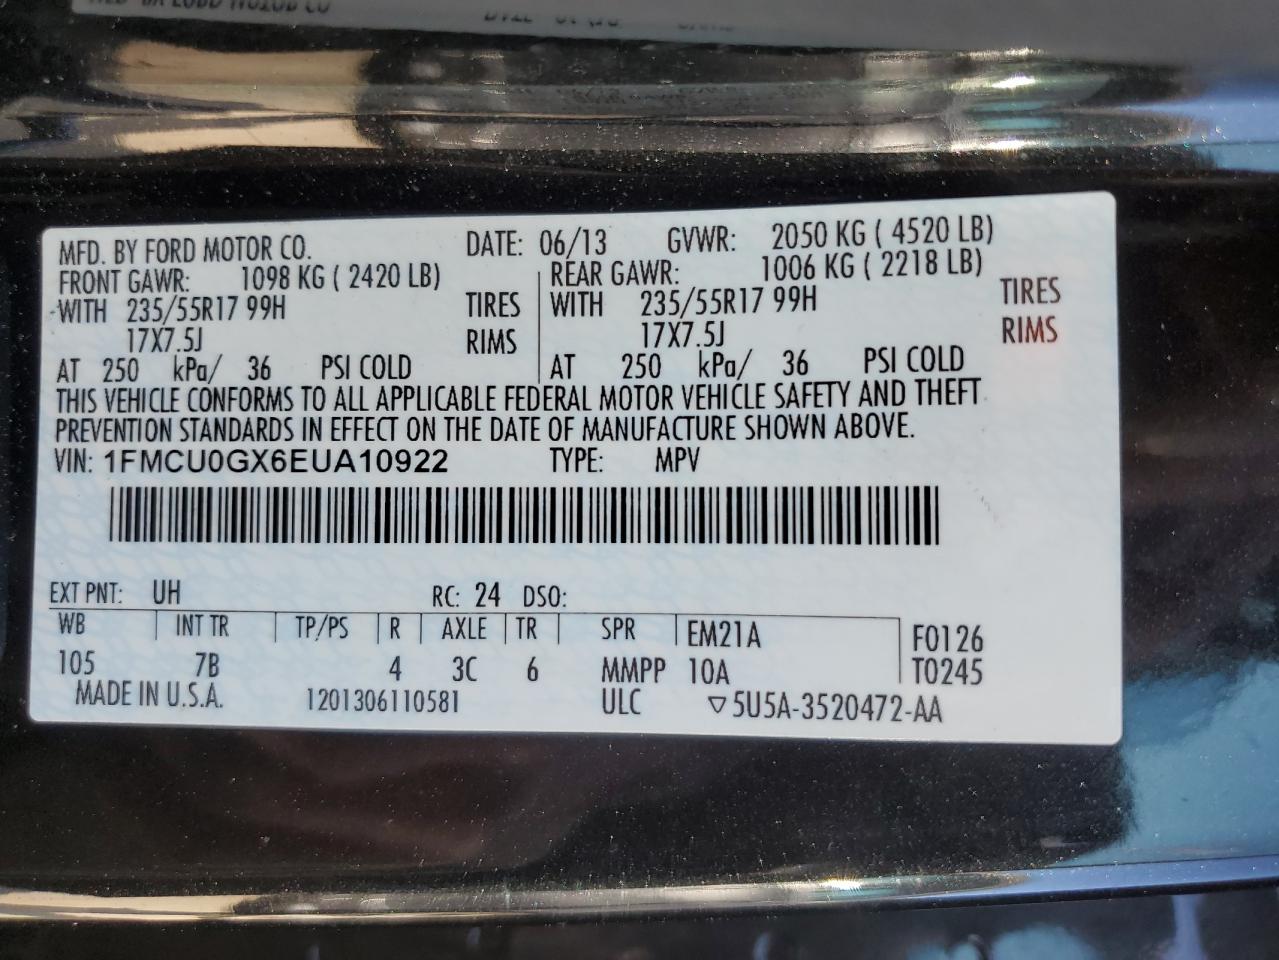 MFD. BY FORD MOTOR CO. DATE: 06/13 GVWR: 2050 KG ( 4520 LB)
FRONT GAWR: 1098 KG ( 2420 LB) REAR GAWR: 1006 KG ( 2218 LB)
WITH 235/55R17 99H TIRES WITH 235/55R17 99H TIRES
17X7.5J RIMS 17X7.5J RIMS
AT 250 kPa/ 36 PSI COLD AT 250 kPa/ 36 PSI COLD
THIS VEHICLE CONFORMS TO ALL APPLICABLE FEDERAL MOTOR VEHICLE SAFETY AND THEFT
PREVENTION STANDARDS IN EFFECT ON THE DATE OF MANUFACTURE SHOWN ABOVE.
VIN: 1FMCU0GX6EUA10922 TYPE: MPV
EXT PNT: UH RC: 24 DSO:
WB INT TR TP/PS R AXLE TR SPR EM21A F0126
105 7B 4 3C 6 MMPP 10A T0245
MADE IN U.S.A. 1201306110581 ULC ▽5U5A-3520472-AA